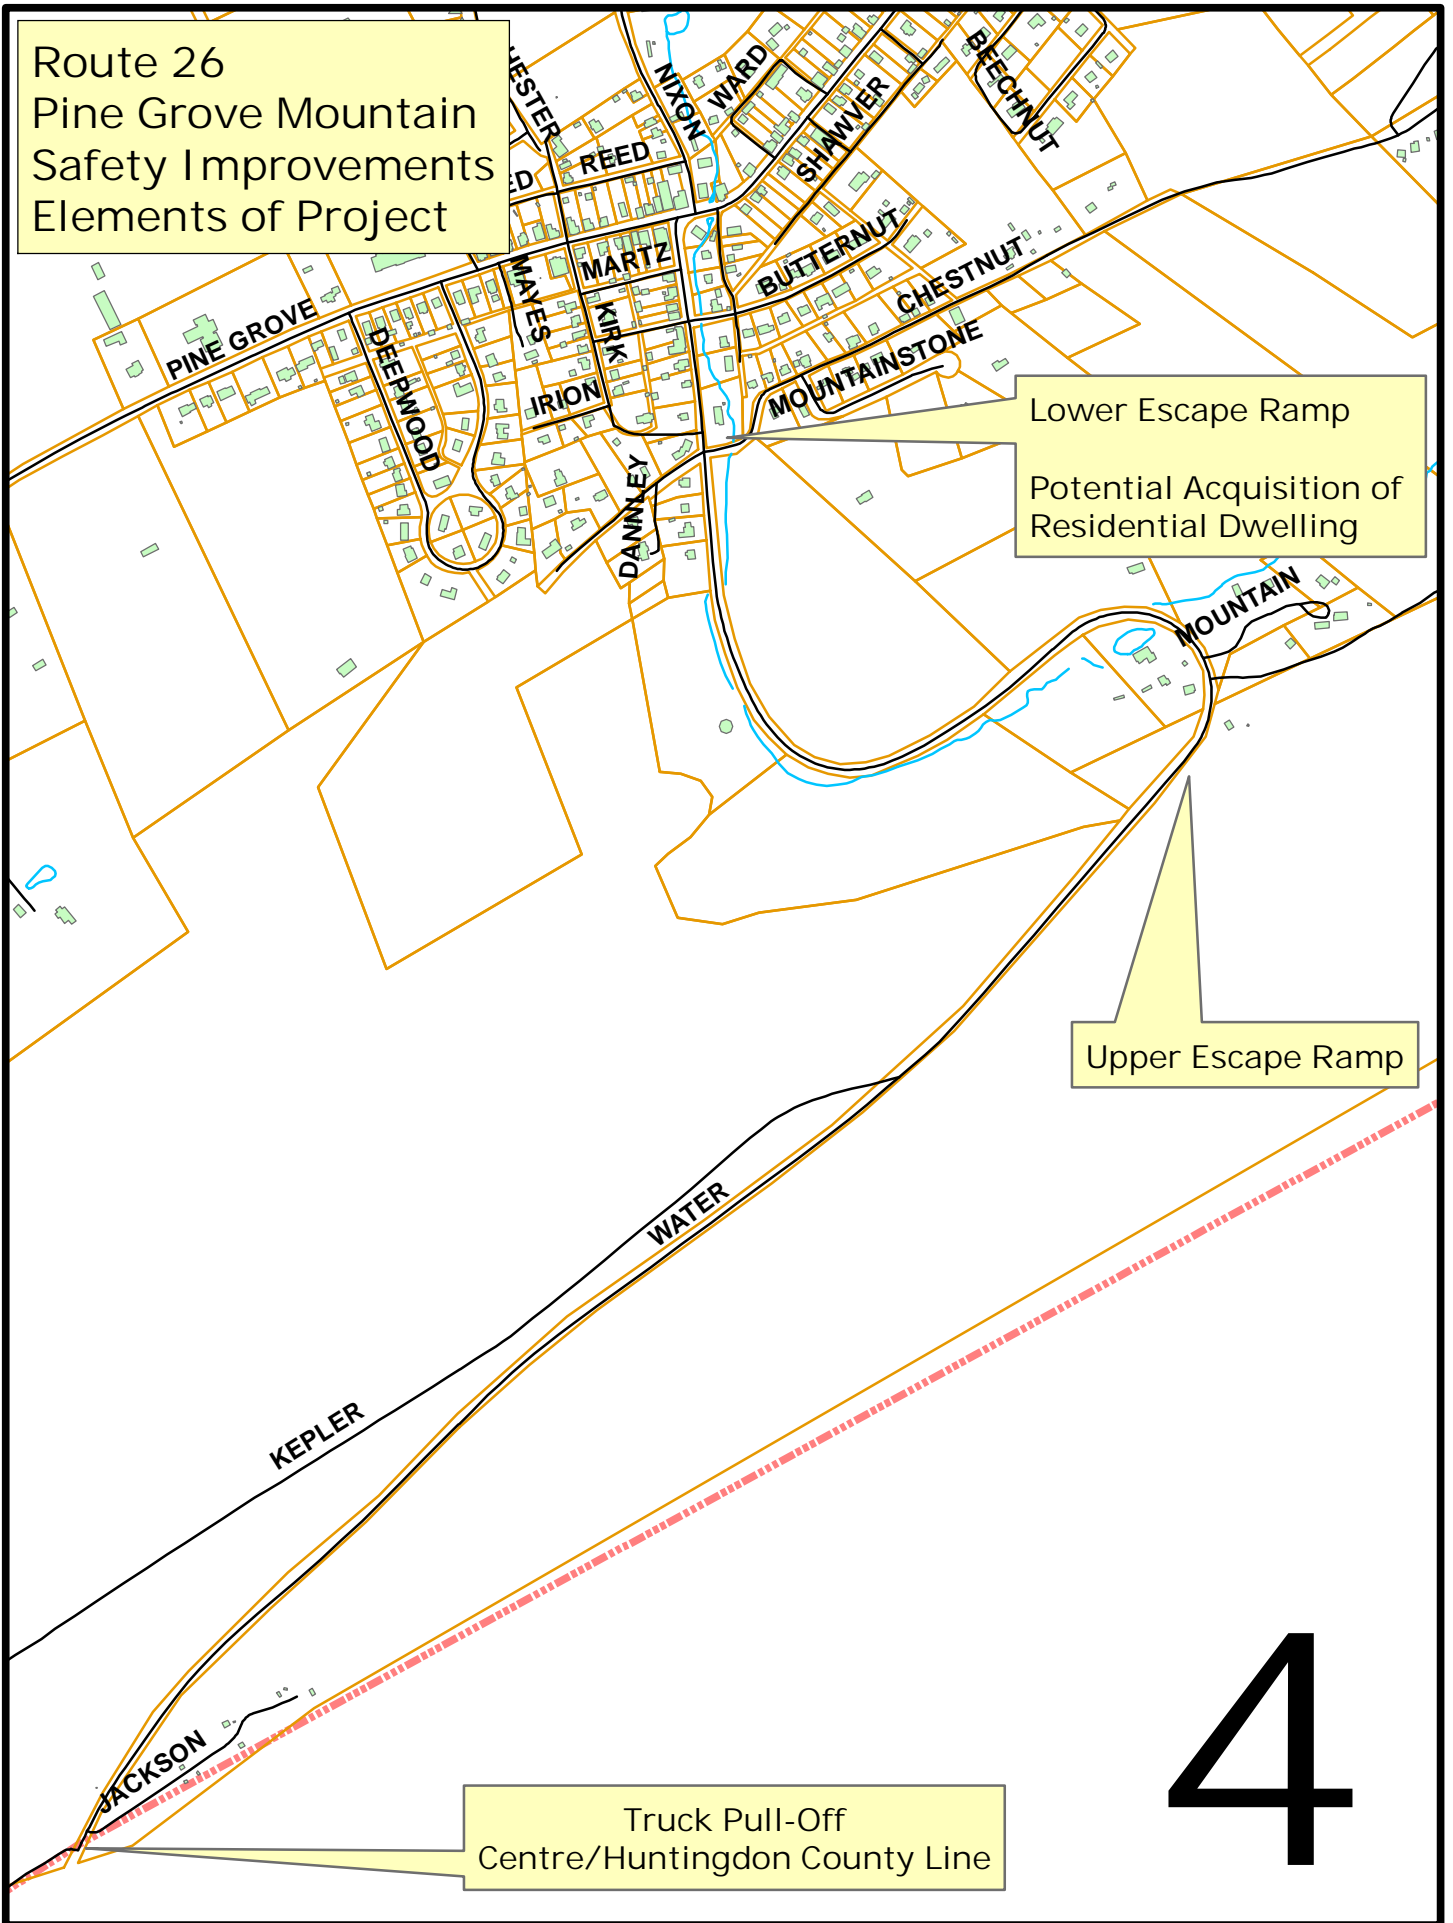 Route 26
Pine Grove Mountain
Safety Improvements
Elements of Project
HESTER
NIXON
WARD
BEECHNUT
SHAWVER
REED
ED
MARTZ
BUTTERNUT
CHESTNUT
MAYES
KIRK
PINE GROVE
DEEPWOOD
IRION
MOUNTAINSTONE
DANNLEY
Lower Escape Ramp
Potential Acquisition of
Residential Dwelling
MOUNTAIN
Upper Escape Ramp
WATER
KEPLER
JACKSON
Truck Pull-Off
Centre/Huntingdon County Line
4